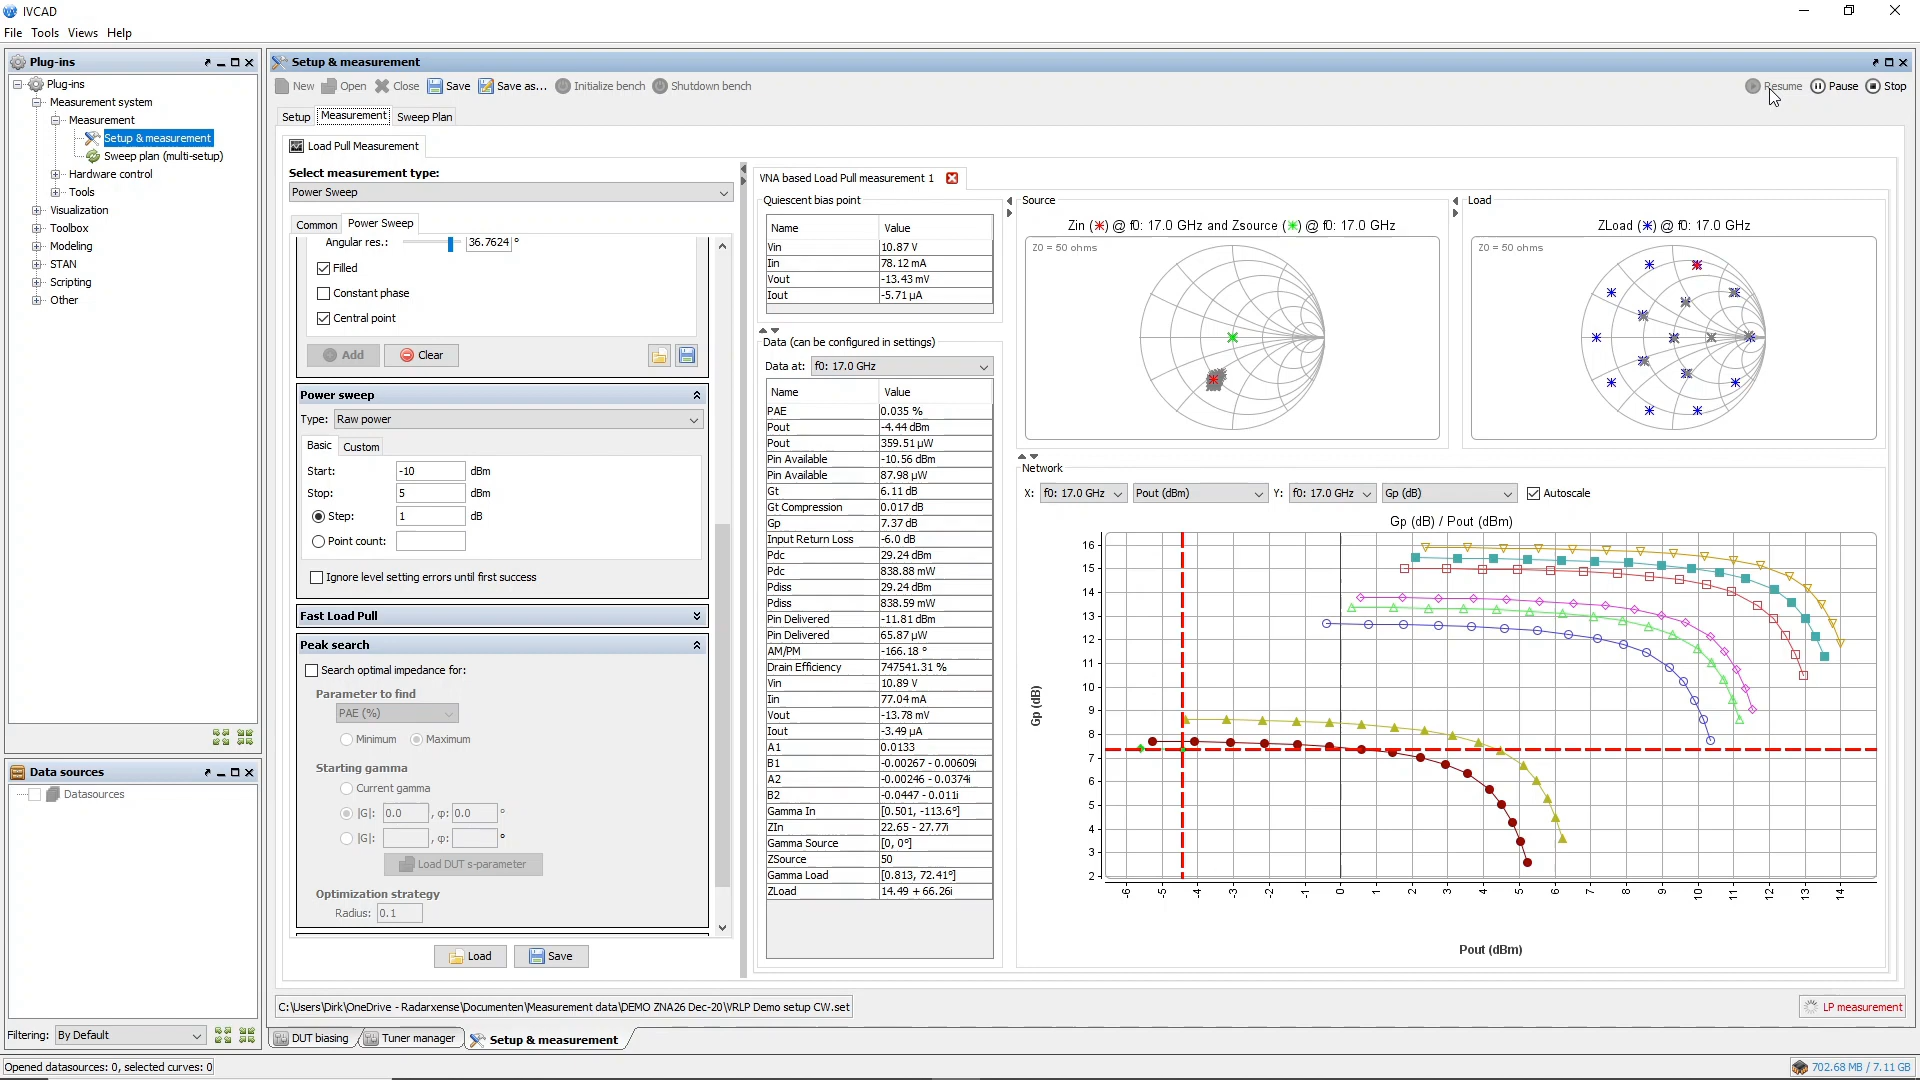 IVCAD
File Tools Views Help
Plug-ins
Plug-ins
Measurement system
Measurement
Setup & measurement
Sweep plan (multi-setup)
Hardware control
Tools
Visualization
Toolbox
Modeling
STAN
Scripting
Other
Data sources
Datasources
Filtering: By Default
Opened datasources: 0, selected curves: 0
Setup & measurement
New Open Close Save Save as... Initialize bench Shutdown bench Resume Pause Stop
Setup Measurement Sweep Plan
Load Pull Measurement
Select measurement type:
Power Sweep
Common Power Sweep
Angular res.: 36.7624 °
Filled
Constant phase
Central point
Add Clear
Power sweep
Type: Raw power
Basic Custom
Start: -10 dBm
Stop: 5 dBm
Step: 1 dB
Point count:
Ignore level setting errors until first success
Fast Load Pull
Peak search
Search optimal impedance for:
Parameter to find
PAE (%)
Minimum Maximum
Starting gamma
Current gamma
|G|: 0.0 , φ: 0.0 °
|G|: , φ: °
Load DUT s-parameter
Optimization strategy
Radius: 0.1
Load Save
VNA based Load Pull measurement 1
Quiescent bias point
Name Value
Vin 10.87 V
Iin 78.12 mA
Vout -13.43 mV
Iout -5.71 µA
Data (can be configured in settings)
Data at: f0: 17.0 GHz
Name Value
PAE 0.035 %
Pout -4.44 dBm
Pout 359.51 µW
Pin Available -10.56 dBm
Pin Available 87.98 µW
Gt 6.11 dB
Gt Compression 0.017 dB
Gp 7.37 dB
Input Return Loss -6.0 dB
Pdc 29.24 dBm
Pdc 838.88 mW
Pdiss 29.24 dBm
Pdiss 838.59 mW
Pin Delivered -11.81 dBm
Pin Delivered 65.87 µW
AM/PM -166.18 °
Drain Efficiency 747541.31 %
Vin 10.89 V
Iin 77.04 mA
Vout -13.78 mV
Iout -3.49 µA
A1 0.0133
B1 -0.00267 - 0.00609i
A2 -0.00246 - 0.0374i
B2 -0.0447 - 0.011i
Gamma In [0.501, -113.6°]
ZIn 22.65 - 27.77i
Gamma Source [0, 0°]
ZSource 50
Gamma Load [0.813, 72.41°]
ZLoad 14.49 + 66.26i
Source
Zin (*) @ f0: 17.0 GHz and Zsource (*) @ f0: 17.0 GHz
Z0 = 50 ohms
Load
ZLoad (*) @ f0: 17.0 GHz
Z0 = 50 ohms
Network
X: f0: 17.0 GHz Pout (dBm) Y: f0: 17.0 GHz Gp (dB) Autoscale
Gp (dB) / Pout (dBm)
Gp (dB)
16
15
14
13
12
11
10
9
8
7
6
5
4
3
2
-6 -5 -4 -3 -2 -1 0 1 2 3 4 5 6 7 8 9 10 11 12 13 14
Pout (dBm)
C:\Users\Dirk\OneDrive - Radarxense\Documenten\Measurement data\DEMO ZNA26 Dec-20\VRLP Demo setup CW.set
LP measurement
DUT biasing Tuner manager Setup & measurement
702.68 MB / 7.11 GB